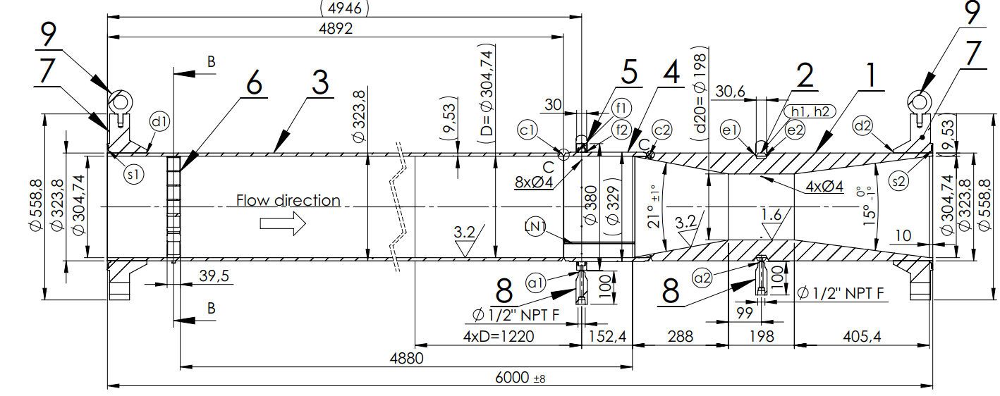 (4946)
4892
9
7
B
6
3
Ø 323,8
(9,53)
(D= Ø 304,74)
30
5
4
f1
f2
c1
c2
C
C
8xØ4
(d20= Ø 198)
30,6
2
1
h1, h2
e1
e2
9
7
d1
d2
s1
s2
(9,53)
Ø 558,8
Ø 323,8
Ø 304,74
Flow direction
3.2
LN1
Ø 380
(Ø 329)
21° ±1°
3.2
1.6
4xØ4
15° -0° -1°
10
Ø 304,74
Ø 323,8
Ø 558,8
39,5
B
a1
8
100
Ø 1/2" NPT F
a2
8
100
Ø 1/2" NPT F
99
4xD=1220
152,4
288
198
405,4
4880
6000 ±8